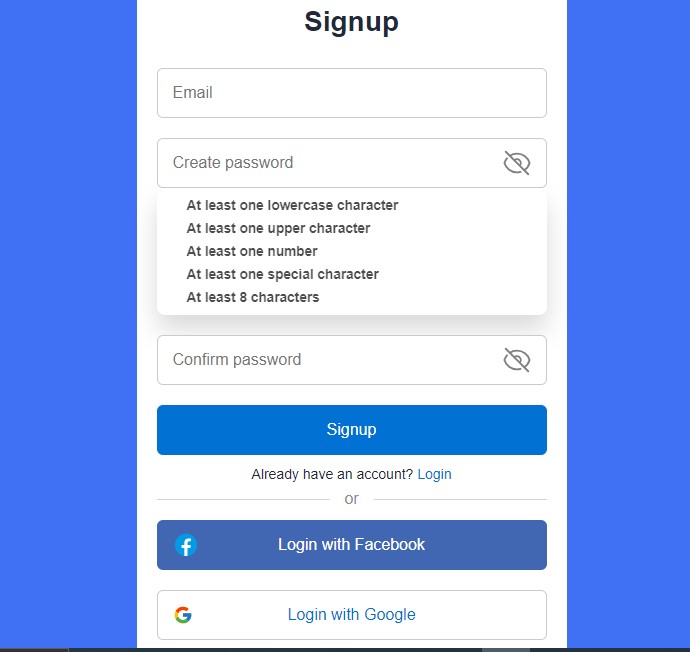 Signup
Email
Create password
At least one lowercase character
At least one upper character
At least one number
At least one special character
At least 8 characters
Confirm password
Signup
Already have an account? Login
or
Login with Facebook
Login with Google